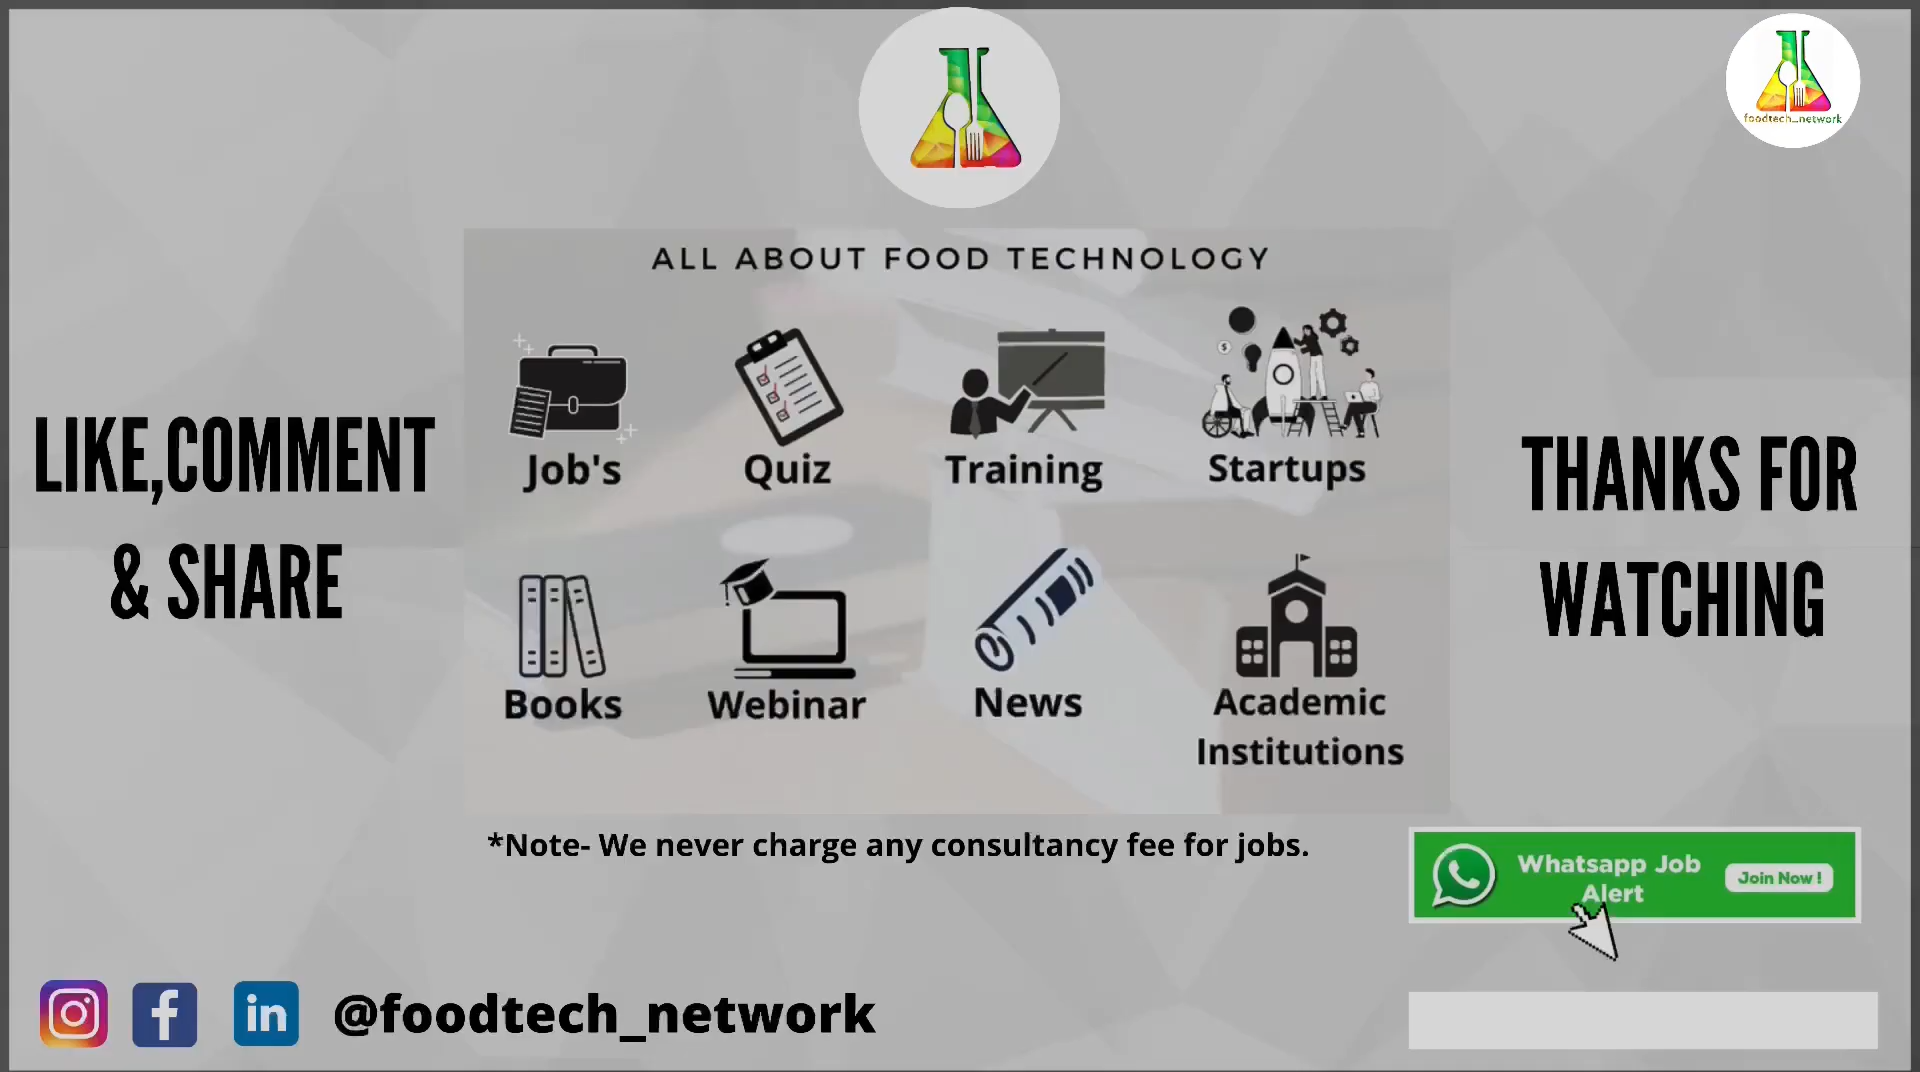 foodtech_network
ALL ABOUT FOOD TECHNOLOGY
Job's
Quiz
Training
Startups
Books
Webinar
News
Academic
Institutions
LIKE,COMMENT
& SHARE
THANKS FOR
WATCHING
*Note- We never charge any consultancy fee for jobs.
Whatsapp Job
Alert
Join Now !
@foodtech_network